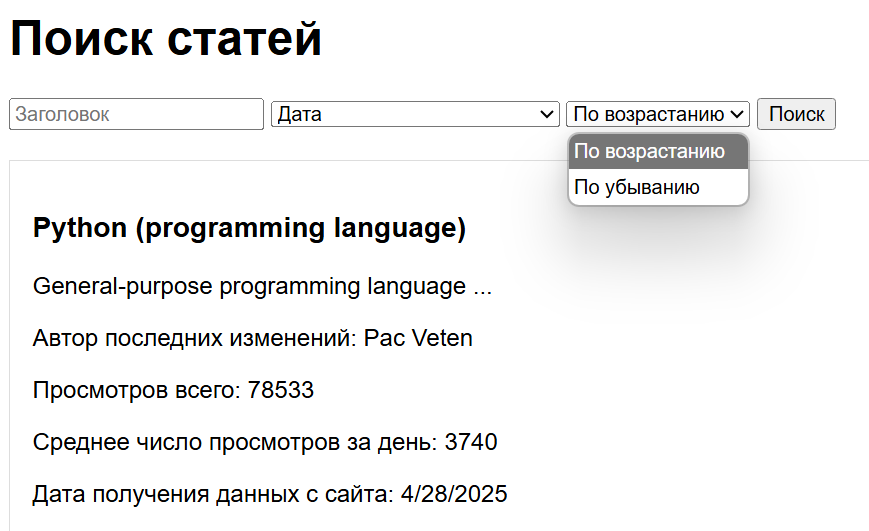 Поиск статей
Заголовок Дата По возрастанию Поиск
По возрастанию
По убыванию
Python (programming language)
General-purpose programming language ...
Автор последних изменений: Pac Veten
Просмотров всего: 78533
Среднее число просмотров за день: 3740
Дата получения данных с сайта: 4/28/2025